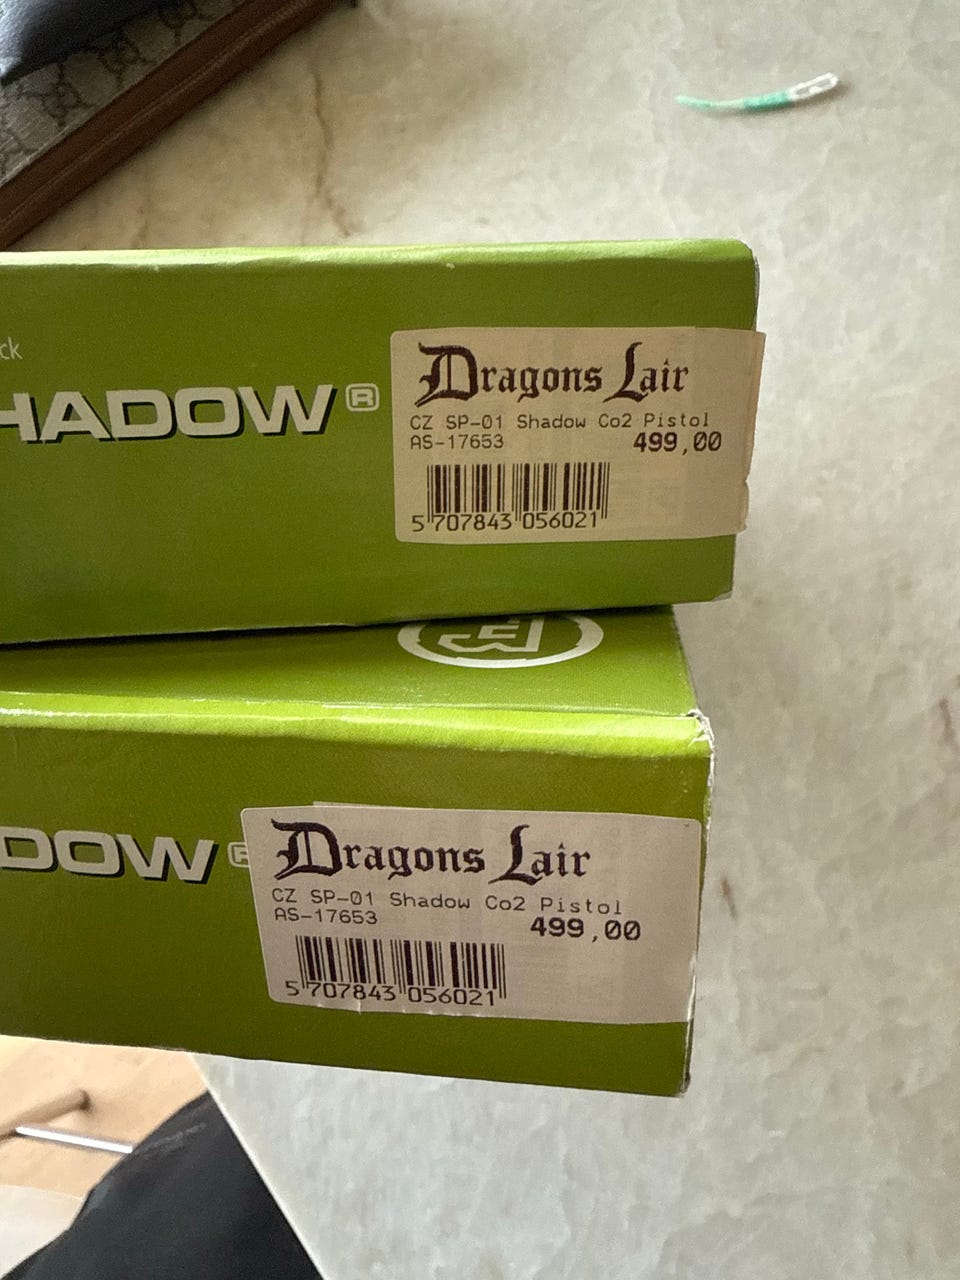 ck
HADOW®
Dragons Lair
CZ SP-01 Shadow Co2 Pistol
AS-17653 499,00
5 707843 056021
DOW
Dragons Lair
CZ SP-01 Shadow Co2 Pistol
AS-17653 499,00
5 707843 056021